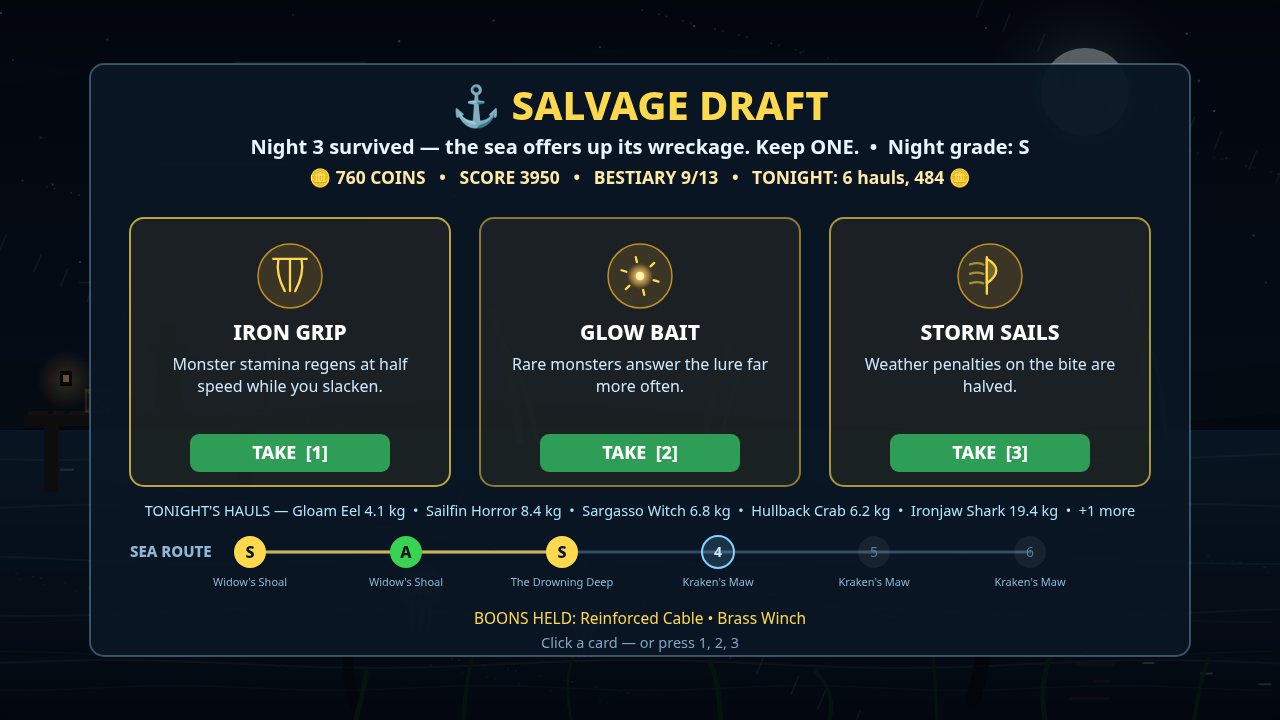 ⚓ SALVAGE DRAFT
Night 3 survived — the sea offers up its wreckage. Keep ONE. • Night grade: S
🪙 760 COINS • SCORE 3950 • BESTIARY 9/13 • TONIGHT: 6 hauls, 484 🪙
IRON GRIP
Monster stamina regens at half
speed while you slacken.
TAKE [1]
GLOW BAIT
Rare monsters answer the lure far
more often.
TAKE [2]
STORM SAILS
Weather penalties on the bite are
halved.
TAKE [3]
TONIGHT'S HAULS — Gloam Eel 4.1 kg • Sailfin Horror 8.4 kg • Sargasso Witch 6.8 kg • Hullback Crab 6.2 kg • Ironjaw Shark 19.4 kg • +1 more
SEA ROUTE S A S 4 5 6
Widow's Shoal Widow's Shoal The Drowning Deep Kraken's Maw Kraken's Maw Kraken's Maw
BOONS HELD: Reinforced Cable • Brass Winch
Click a card — or press 1, 2, 3